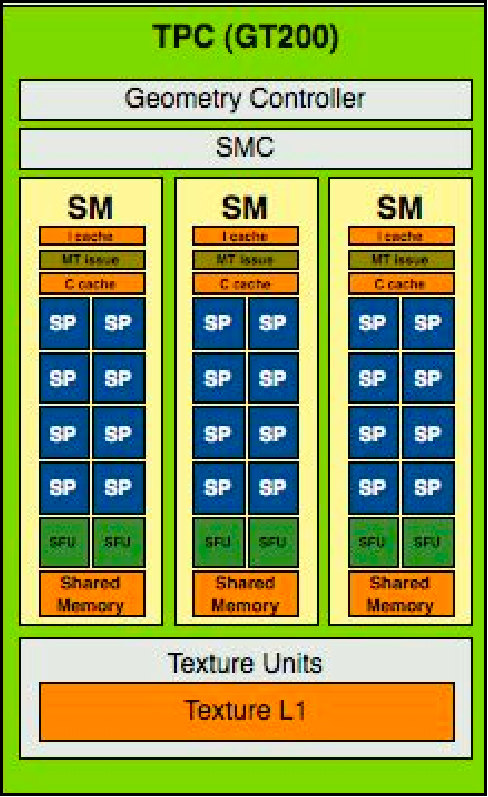 TPC (GT200)
Geometry Controller
SMC
SM SM SM
I cache I cache I cache
MT issue MT issue MT issue
C cache C cache C cache
SP SP SP SP SP SP
SP SP SP SP SP SP
SP SP SP SP SP SP
SP SP SP SP SP SP
SFU SFU SFU SFU SFU SFU
Shared Shared Shared
Memory Memory Memory
Texture Units
Texture L1